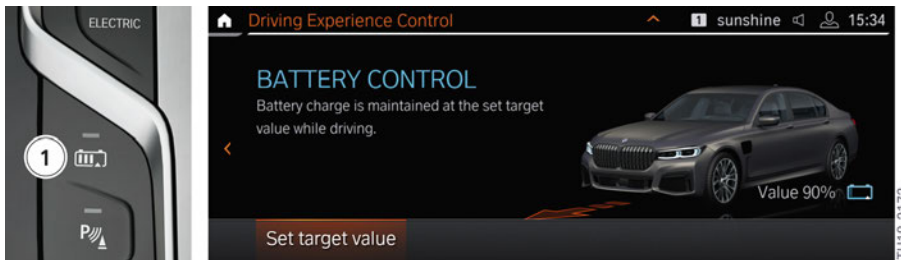 ELECTRIC
1
P
Driving Experience Control
1 sunshine 15:34
BATTERY CONTROL
Battery charge is maintained at the set target
value while driving.
Value 90%
Set target value